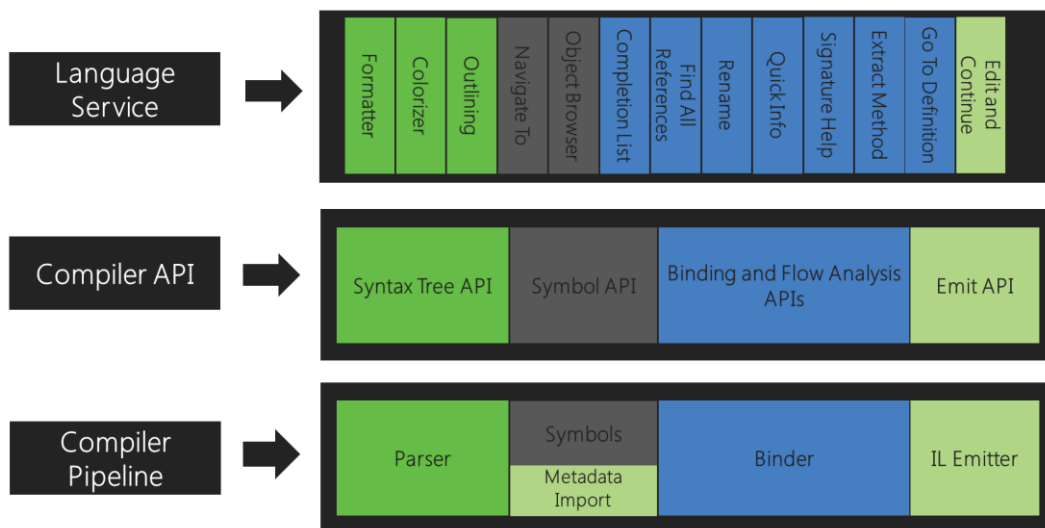 Language
Service
Formatter
Colorizer
Outlining
Navigate To
Object Browser
Completion List
Find All
References
Rename
Quick Info
Signature Help
Extract Method
Go To Definition
Edit and
Continue
Compiler API
Syntax Tree API
Symbol API
Binding and Flow Analysis
APIs
Emit API
Compiler
Pipeline
Parser
Symbols
Metadata
Import
Binder
IL Emitter